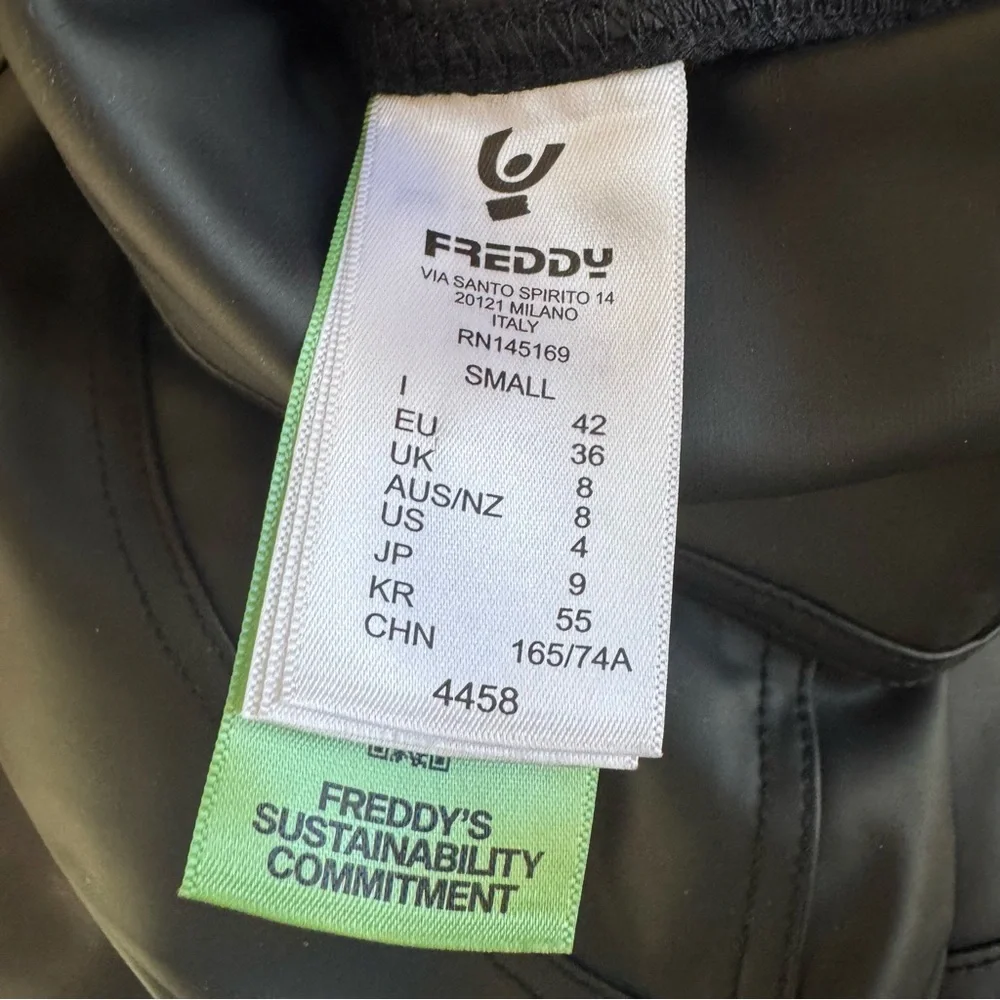 FREDDY
VIA SANTO SPIRITO 14
20121 MILANO
ITALY
RN145169
SMALL
I 42
EU 36
UK 8
AUS/NZ 8
US 4
JP 9
KR 55
CHN 165/74A
4458
FREDDY'S
SUSTAINABILITY
COMMITMENT